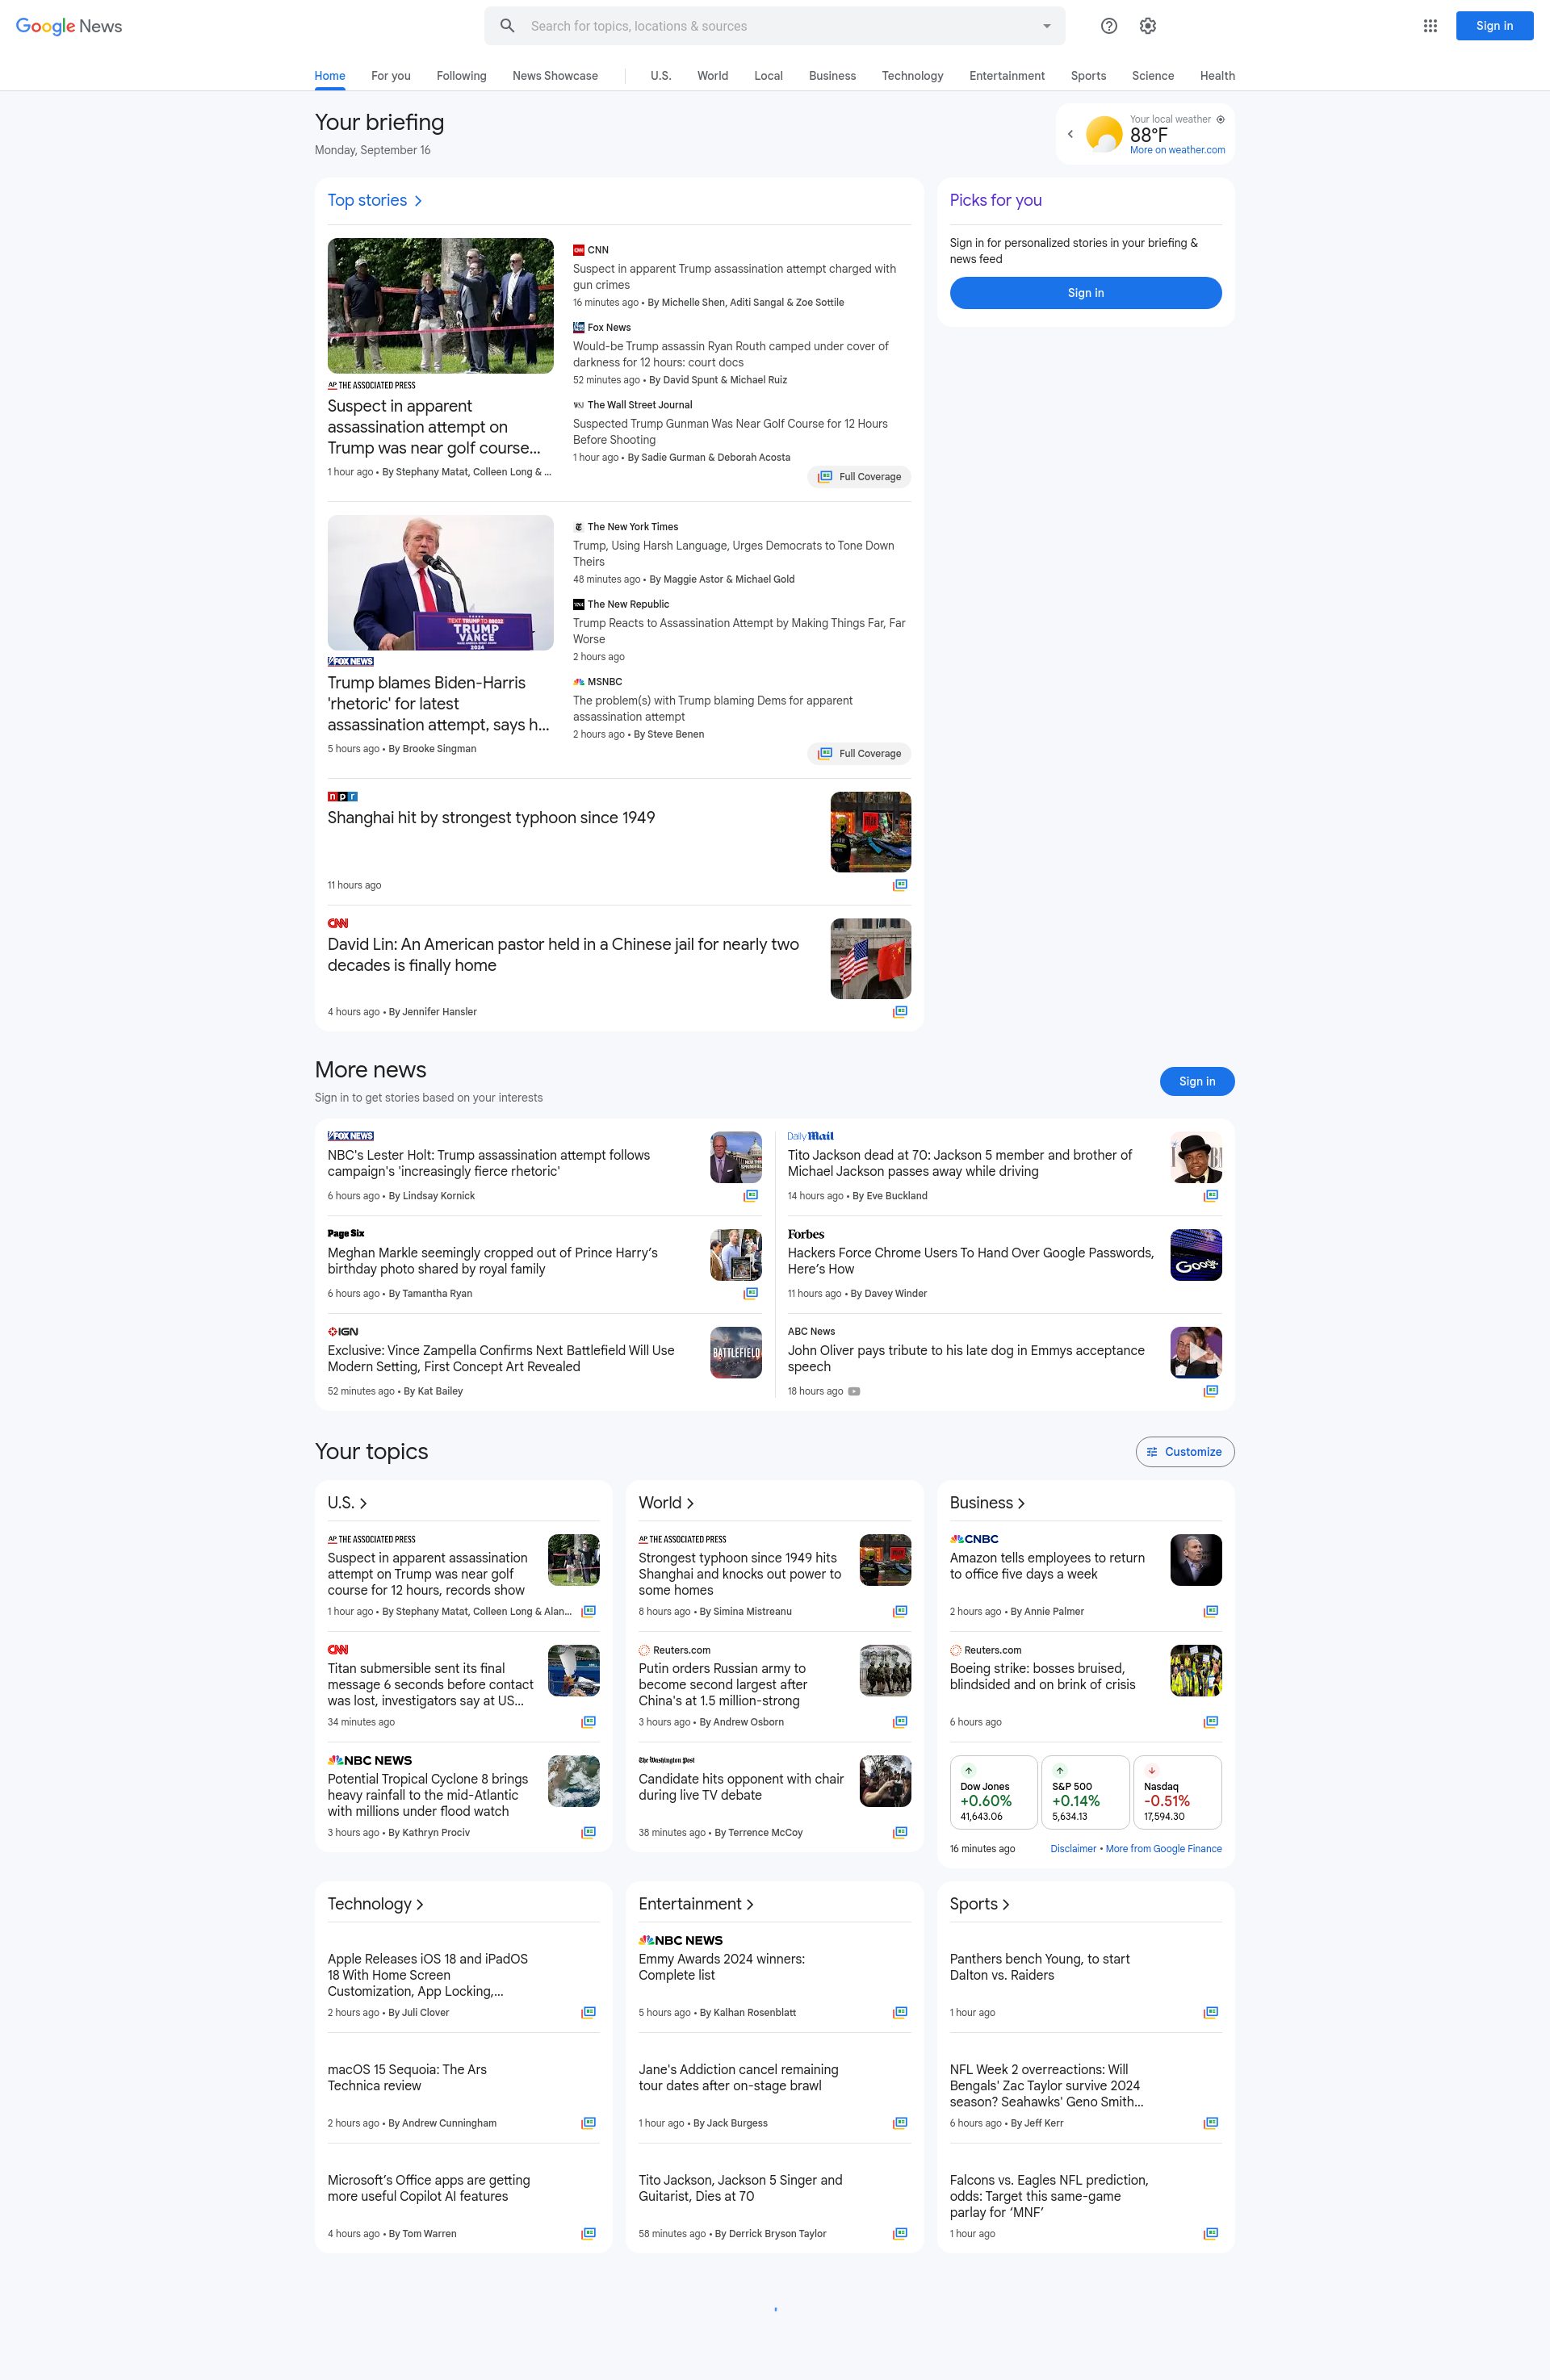 Google News
Search for topics, locations & sources
Sign in
Home
For you
Following
News Showcase
U.S.
World
Local
Business
Technology
Entertainment
Sports
Science
Health
Your briefing
Monday, September 16
Your local weather
88°F
More on weather.com
Top stories
AP THE ASSOCIATED PRESS
Suspect in apparent
assassination attempt on
Trump was near golf course...
1 hour ago • By Stephany Matat, Colleen Long & ...
CNN
Suspect in apparent Trump assassination attempt charged with
gun crimes
16 minutes ago • By Michelle Shen, Aditi Sangal & Zoe Sottile
Fox News
Would-be Trump assassin Ryan Routh camped under cover of
darkness for 12 hours: court docs
52 minutes ago • By David Spunt & Michael Ruiz
WSJ The Wall Street Journal
Suspected Trump Gunman Was Near Golf Course for 12 Hours
Before Shooting
1 hour ago • By Sadie Gurman & Deborah Acosta
Full Coverage
TRUMP
VANCE
2024
FOX NEWS
Trump blames Biden-Harris
'rhetoric' for latest
assassination attempt, says h...
5 hours ago • By Brooke Singman
The New York Times
Trump, Using Harsh Language, Urges Democrats to Tone Down
Theirs
48 minutes ago • By Maggie Astor & Michael Gold
The New Republic
Trump Reacts to Assassination Attempt by Making Things Far, Far
Worse
2 hours ago
MSNBC
The problem(s) with Trump blaming Dems for apparent
assassination attempt
2 hours ago • By Steve Benen
Full Coverage
npr
Shanghai hit by strongest typhoon since 1949
11 hours ago
CNN
David Lin: An American pastor held in a Chinese jail for nearly two
decades is finally home
4 hours ago • By Jennifer Hansler
Picks for you
Sign in for personalized stories in your briefing &
news feed
Sign in
More news
Sign in to get stories based on your interests
Sign in
FOX NEWS
NBC's Lester Holt: Trump assassination attempt follows
campaign's 'increasingly fierce rhetoric'
6 hours ago • By Lindsay Kornick
Page Six
Meghan Markle seemingly cropped out of Prince Harry’s
birthday photo shared by royal family
6 hours ago • By Tamantha Ryan
IGN
Exclusive: Vince Zampella Confirms Next Battlefield Will Use
Modern Setting, First Concept Art Revealed
BATTLEFIELD
52 minutes ago • By Kat Bailey
Daily Mail
Tito Jackson dead at 70: Jackson 5 member and brother of
Michael Jackson passes away while driving
14 hours ago • By Eve Buckland
Forbes
Hackers Force Chrome Users To Hand Over Google Passwords,
Here’s How
Google
11 hours ago • By Davey Winder
ABC News
John Oliver pays tribute to his late dog in Emmys acceptance
speech
18 hours ago
Your topics
Customize
U.S.
AP THE ASSOCIATED PRESS
Suspect in apparent assassination
attempt on Trump was near golf
course for 12 hours, records show
1 hour ago • By Stephany Matat, Colleen Long & Alan...
CNN
Titan submersible sent its final
message 6 seconds before contact
was lost, investigators say at US...
34 minutes ago
NBC NEWS
Potential Tropical Cyclone 8 brings
heavy rainfall to the mid-Atlantic
with millions under flood watch
3 hours ago • By Kathryn Prociv
World
AP THE ASSOCIATED PRESS
Strongest typhoon since 1949 hits
Shanghai and knocks out power to
some homes
8 hours ago • By Simina Mistreanu
Reuters.com
Putin orders Russian army to
become second largest after
China's at 1.5 million-strong
3 hours ago • By Andrew Osborn
The Washington Post
Candidate hits opponent with chair
during live TV debate
38 minutes ago • By Terrence McCoy
Business
CNBC
Amazon tells employees to return
to office five days a week
2 hours ago • By Annie Palmer
Reuters.com
Boeing strike: bosses bruised,
blindsided and on brink of crisis
6 hours ago
Dow Jones
+0.60%
41,643.06
S&P 500
+0.14%
5,634.13
Nasdaq
-0.51%
17,594.30
16 minutes ago
Disclaimer • More from Google Finance
Technology
Apple Releases iOS 18 and iPadOS
18 With Home Screen
Customization, App Locking,...
2 hours ago • By Juli Clover
macOS 15 Sequoia: The Ars
Technica review
2 hours ago • By Andrew Cunningham
Microsoft’s Office apps are getting
more useful Copilot AI features
4 hours ago • By Tom Warren
Entertainment
NBC NEWS
Emmy Awards 2024 winners:
Complete list
5 hours ago • By Kalhan Rosenblatt
Jane's Addiction cancel remaining
tour dates after on-stage brawl
1 hour ago • By Jack Burgess
Tito Jackson, Jackson 5 Singer and
Guitarist, Dies at 70
58 minutes ago • By Derrick Bryson Taylor
Sports
Panthers bench Young, to start
Dalton vs. Raiders
1 hour ago
NFL Week 2 overreactions: Will
Bengals' Zac Taylor survive 2024
season? Seahawks' Geno Smith...
6 hours ago • By Jeff Kerr
Falcons vs. Eagles NFL prediction,
odds: Target this same-game
parlay for ‘MNF’
1 hour ago